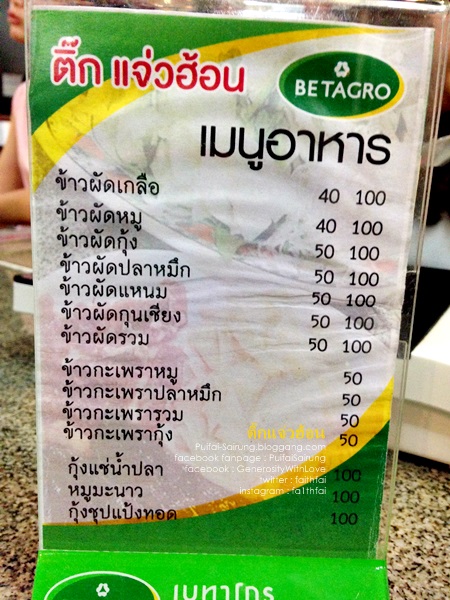 ติ๊ก แจ่วฮ้อน
BETAGRO
เมนูอาหาร
ข้าวผัดเกลือ 40 100
ข้าวผัดหมู 40 100
ข้าวผัดกุ้ง 50 100
ข้าวผัดปลาหมึก 50 100
ข้าวผัดแหนม 50 100
ข้าวผัดกุนเชียง 50 100
ข้าวผัดรวม 50 100
ข้าวกะเพราหมู 50
ข้าวกะเพราปลาหมึก 50
ข้าวกะเพรารวม 50
ข้าวกะเพรากุ้ง 50
ติ๊กแจ่วฮ้อน
Puifai-Sairung.bloggang.com
facebook fanpage : PuifaiSairung
facebook : GenerosityWithLove
twitter : faithfai
instagram : fa1thfai
กุ้งแช่น้ำปลา 100
หมูมะนาว 100
กุ้งชุปแป้งทอด 100
BETAGRO